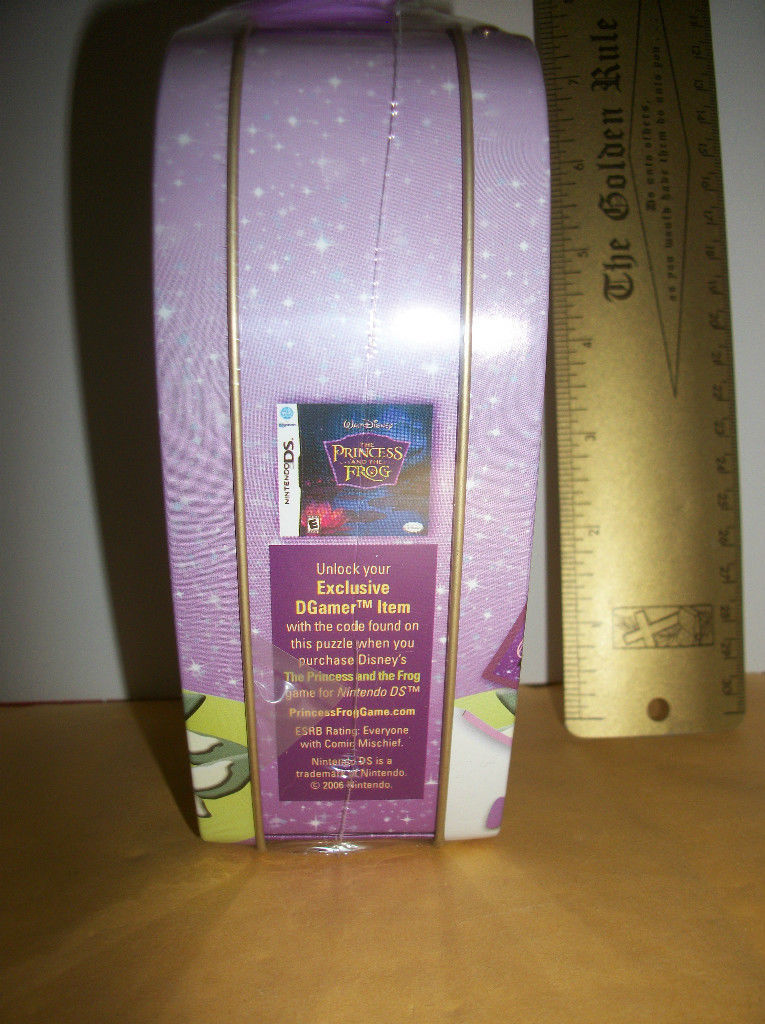 WALT DISNEY
THE
PRINCESS
AND THE
FROG
NINTENDO DS
E
Unlock your
Exclusive
DGamer™ Item
with the code found on
this puzzle when you
purchase Disney's
The Princess and the Frog
game for Nintendo DS™
PrincessFrogGame.com
ESRB Rating: Everyone
with Comic Mischief.
Nintendo DS is a
trademark of Nintendo.
© 2006 Nintendo.
The Golden Rule
Do unto others,
as you would have them do unto you.
7
6
5
4
3
2